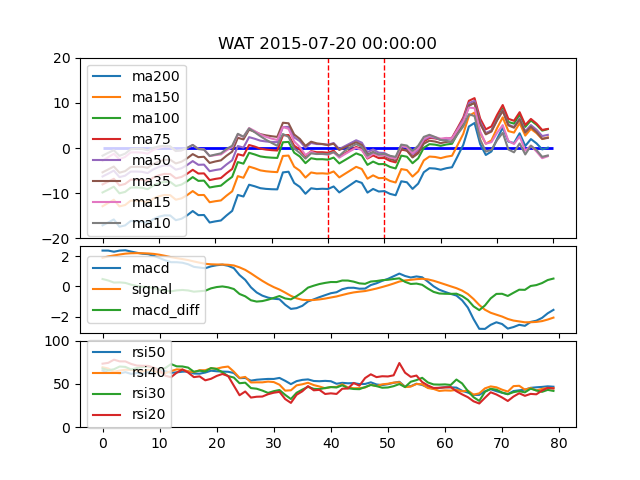 WAT 2015-07-20 00:00:00
20
10
0
−10
−20
ma200
ma150
ma100
ma75
ma50
ma35
ma15
ma10
2
0
−2
macd
signal
macd_diff
100
50
0
rsi50
rsi40
rsi30
rsi20
0 10 20 30 40 50 60 70 80